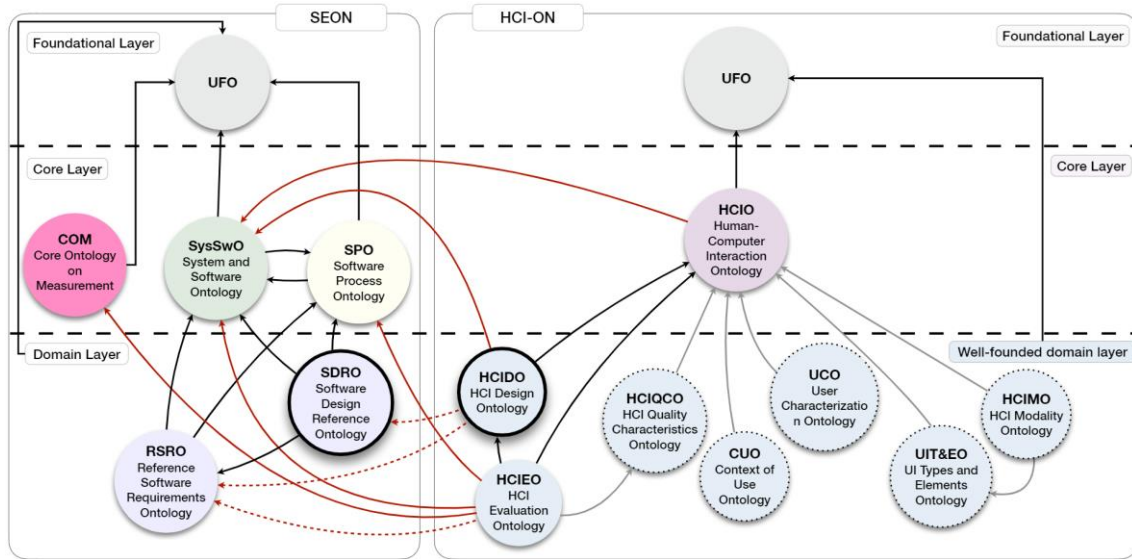 SEON
HCI-ON
Foundational Layer
Foundational Layer
UFO
UFO
Core Layer
Core Layer
COM
Core Ontology
on
Measurement
SysSwO
System and
Software
Ontology
SPO
Software
Process
Ontology
HCIO
Human-
Computer
Interaction
Ontology
Domain Layer
Well-founded domain layer
SDRO
Software
Design
Reference
Ontology
HCIDO
HCI Design
Ontology
HCIQCO
HCI Quality
Characteristics
Ontology
UCO
User
Characterizatio
n Ontology
HCIMO
HCI Modality
Ontology
RSRO
Reference
Software
Requirements
Ontology
HCIEO
HCI
Evaluation
Ontology
CUO
Context of
Use
Ontology
UIT&EO
UI Types and
Elements
Ontology